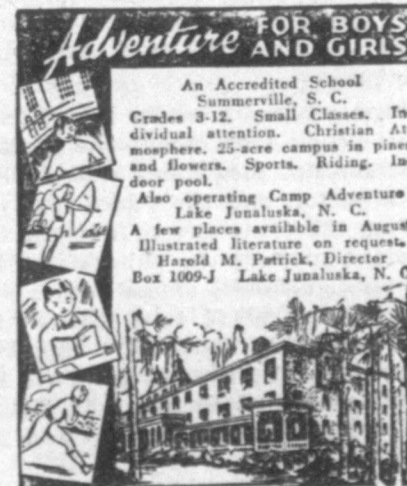 Adventure FOR BOYS
AND GIRLS
An Accredited School
Summerville, S. C.
Grades 3-12. Small Classes. In
dividual attention. Christian At
mosphere. 25-acre campus in pines
and flowers. Sports. Riding. In
door pool.
Also operating Camp Adventure
Lake Junaluska, N. C.
A few places available in August
Illustrated literature on request.
Harold M. Patrick, Director
Box 1009-J Lake Junaluska, N. C